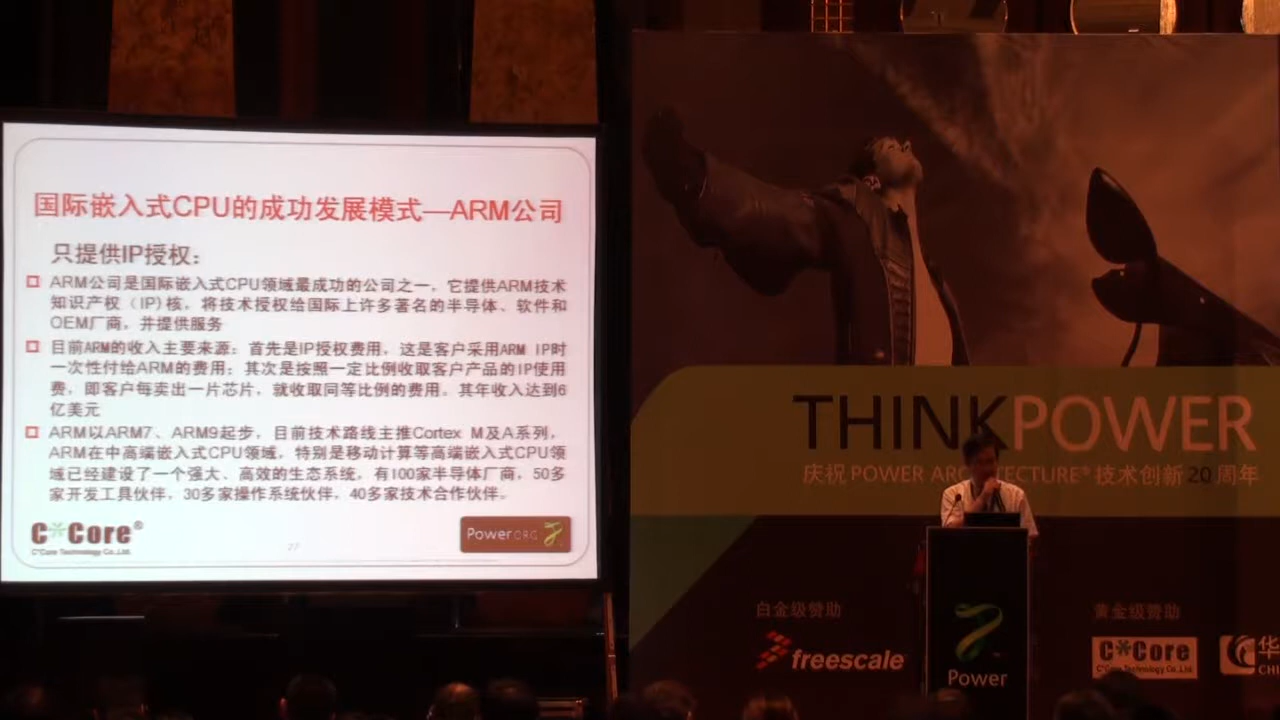 国际嵌入式CPU的成功发展模式—ARM公司
只提供IP授权：
ARM公司是国际嵌入式CPU领域最成功的公司之一，它提供ARM技术
知识产权（IP)核，将技术授权给国际上许多著名的半导体、软件和
OEM厂商，并提供服务
目前ARM的收入主要来源：首先是IP授权费用，这是客户采用ARM IP时
一次性付给ARM的费用；其次是按照一定比例收取客户产品的IP使用
费，即客户每卖出一片芯片，就收取同等比例的费用。其年收入达到6
亿美元
ARM以ARM7、ARM9起步，目前技术路线主推Cortex M及A系列，
ARM在中高端嵌入式CPU领域，特别是移动计算等高端嵌入式CPU领
域已经建设了一个强大、高效的生态系统，有100家半导体厂商，50多
家开发工具伙伴，30多家操作系统伙伴，40多家技术合作伙伴。
C*Core®
C*Core Technology Co.,Ltd.
27
Power.ORG
THINKPOWER
庆祝 POWER ARCHITECTURE® 技术创新 20 周年
白金级赞助
freescale
黄金级赞助
C*Core
C*Core Technology Co.,Ltd.
华
CHI
Power